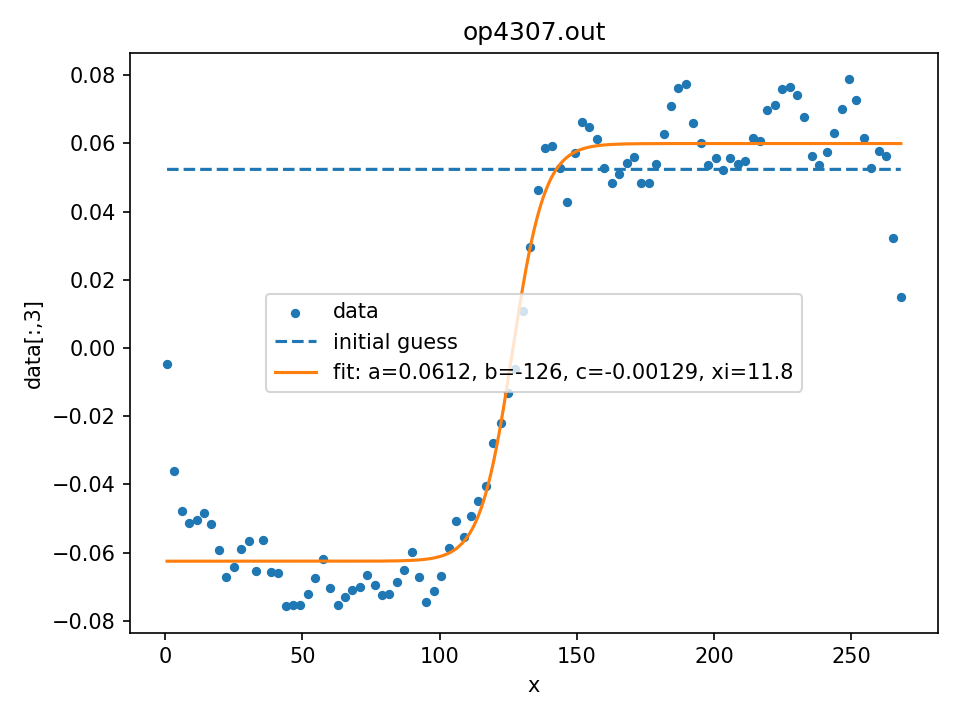 op4307.out
data[:,3]
0.08
0.06
0.04
0.02
0.00
−0.02
−0.04
−0.06
−0.08
data
initial guess
fit: a=0.0612, b=-126, c=-0.00129, xi=11.8
0 50 100 150 200 250
x